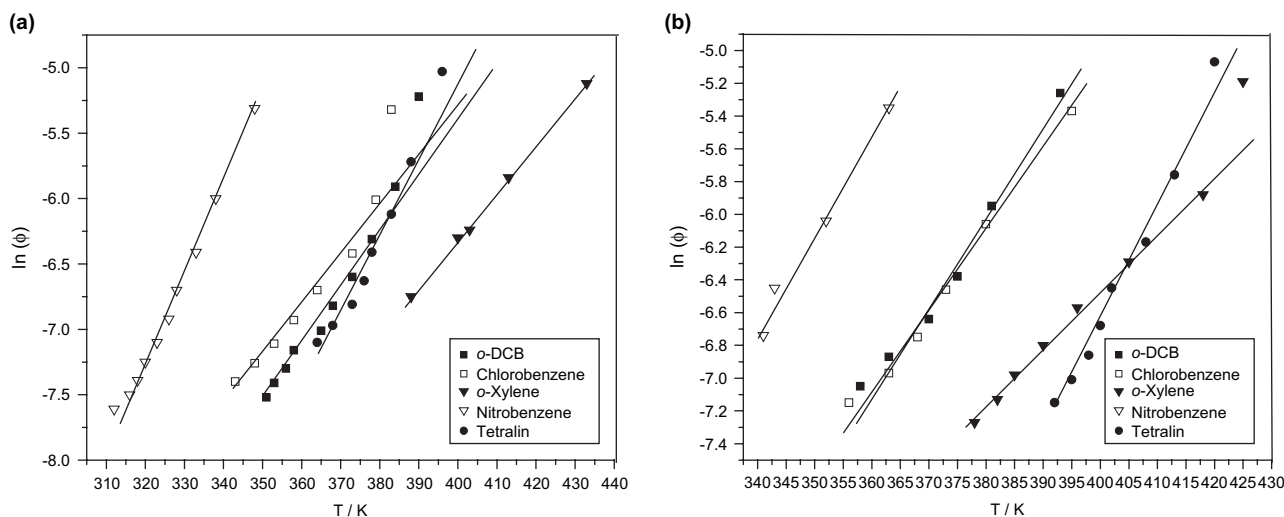 (a)
ln (ϕ)
-5.0
-5.5
-6.0
-6.5
-7.0
-7.5
-8.0
o-DCB
Chlorobenzene
o-Xylene
Nitrobenzene
Tetralin
310 320 330 340 350 360 370 380 390 400 410 420 430 440
T / K
(b)
ln (ϕ)
-5.0
-5.2
-5.4
-5.6
-5.8
-6.0
-6.2
-6.4
-6.6
-6.8
-7.0
-7.2
-7.4
o-DCB
Chlorobenzene
o-Xylene
Nitrobenzene
Tetralin
340 345 350 355 360 365 370 375 380 385 390 395 400 405 410 415 420 425 430
T / K